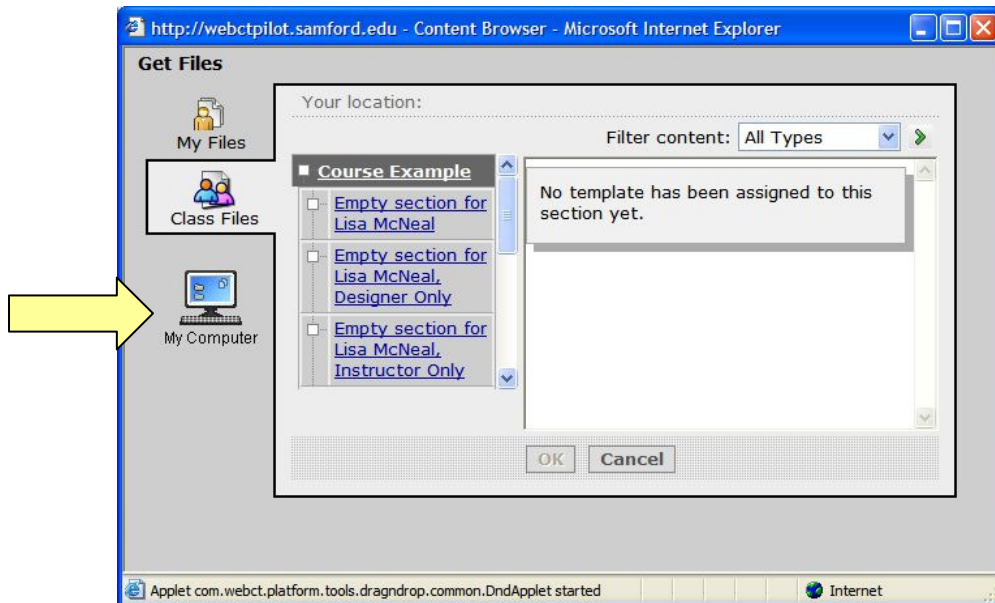 http://webctpilot.samford.edu - Content Browser - Microsoft Internet Explorer
Get Files
My Files
Class Files
My Computer
Your location:
Filter content: All Types
Course Example
Empty section for
Lisa McNeal
Empty section for
Lisa McNeal,
Designer Only
Empty section for
Lisa McNeal,
Instructor Only
No template has been assigned to this
section yet.
OK Cancel
Applet com.webct.platform.tools.dragndrop.common.DndApplet started Internet